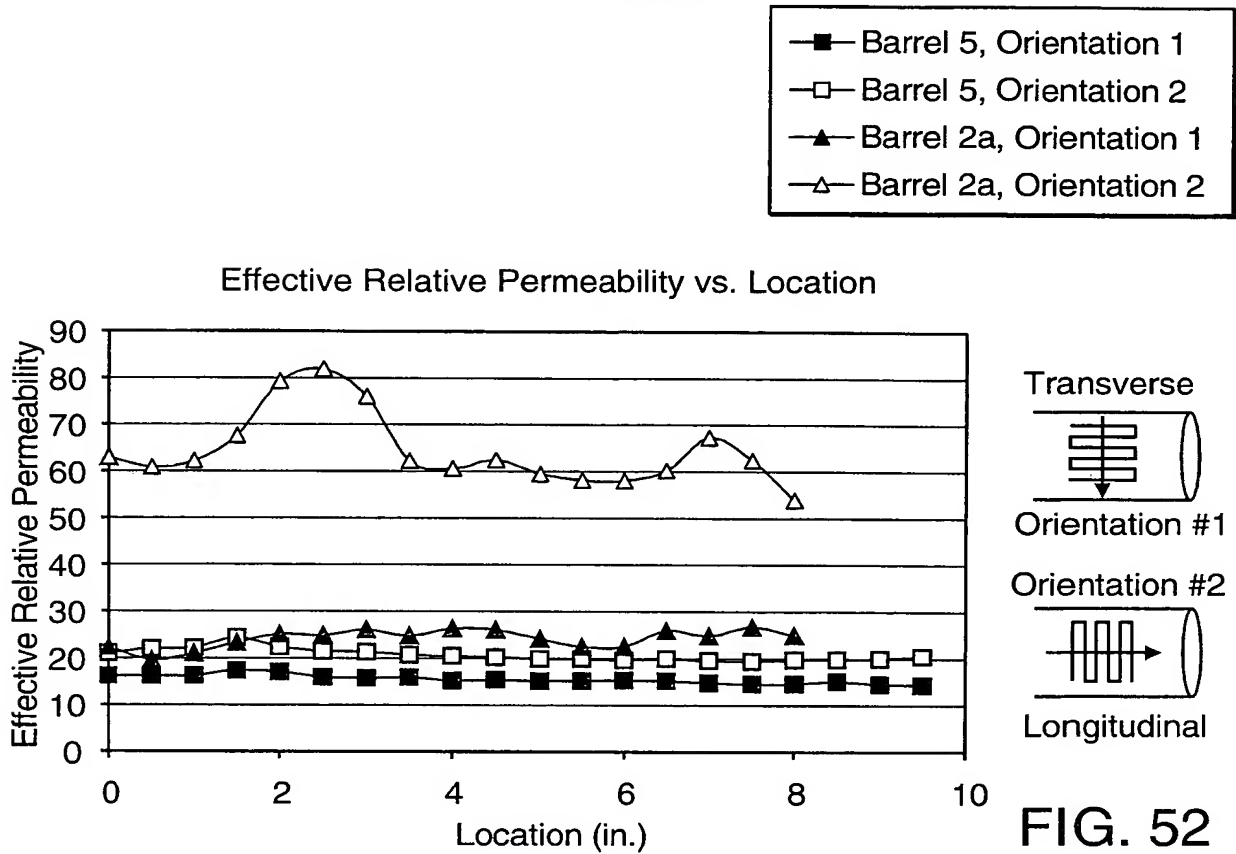 Barrel 5, Orientation 1
Barrel 5, Orientation 2
Barrel 2a, Orientation 1
Barrel 2a, Orientation 2
Effective Relative Permeability vs. Location
Effective Relative Permeability
90
80
70
60
50
40
30
20
10
0
0 2 4 6 8 10
Location (in.)
Transverse
Orientation #1
Orientation #2
Longitudinal
FIG. 52